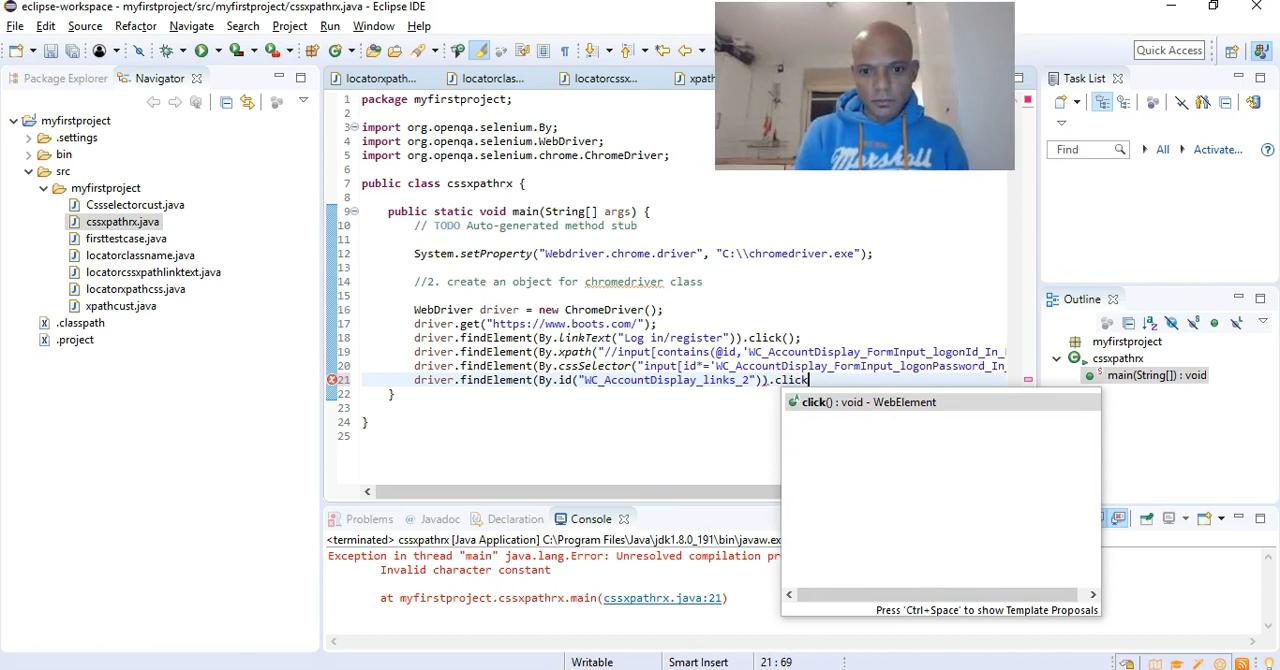 eclipse-workspace - myfirstproject/src/myfirstproject/cssxpathrx.java - Eclipse IDE
File Edit Source Refactor Navigate Search Project Run Window Help
Quick Access
Package Explorer Navigator
locatorxpath... locatorclas... locatorcssx... xpath
Task List
myfirstproject
.settings
bin
src
myfirstproject
Cssselectorcust.java
cssxpathrx.java
firsttestcase.java
locatorclassname.java
locatorcssxpathlinktext.java
locatorxpathcss.java
xpathcust.java
.classpath
.project
1 package myfirstproject;
2
3 import org.openqa.selenium.By;
4 import org.openqa.selenium.WebDriver;
5 import org.openqa.selenium.chrome.ChromeDriver;
6
7 public class cssxpathrx {
8
9 public static void main(String[] args) {
10 // TODO Auto-generated method stub
11
12 System.setProperty("Webdriver.chrome.driver", "C:\\chromedriver.exe");
13
14 //2. create an object for chromedriver class
15
16 WebDriver driver = new ChromeDriver();
17 driver.get("https://www.boots.com/");
18 driver.findElement(By.linkText("Log in/register")).click();
19 driver.findElement(By.xpath("//input[contains(@id,'WC_AccountDisplay_FormInput_logonId_In_
20 driver.findElement(By.cssSelector("input[id*='WC_AccountDisplay_FormInput_logonPassword_In_
21 driver.findElement(By.id("WC_AccountDisplay_links_2")).click
22 }
23
24 }
25
click() : void - WebElement
Press 'Ctrl+Space' to show Template Proposals
Find All Activate...
Outline
myfirstproject
cssxpathrx
main(String[]) : void
Problems Javadoc Declaration Console
<terminated> cssxpathrx [Java Application] C:\Program Files\Java\jdk1.8.0_191\bin\javaw.ex
Exception in thread "main" java.lang.Error: Unresolved compilation pr
Invalid character constant
at myfirstproject.cssxpathrx.main(cssxpathrx.java:21)
Writable Smart Insert 21 : 69